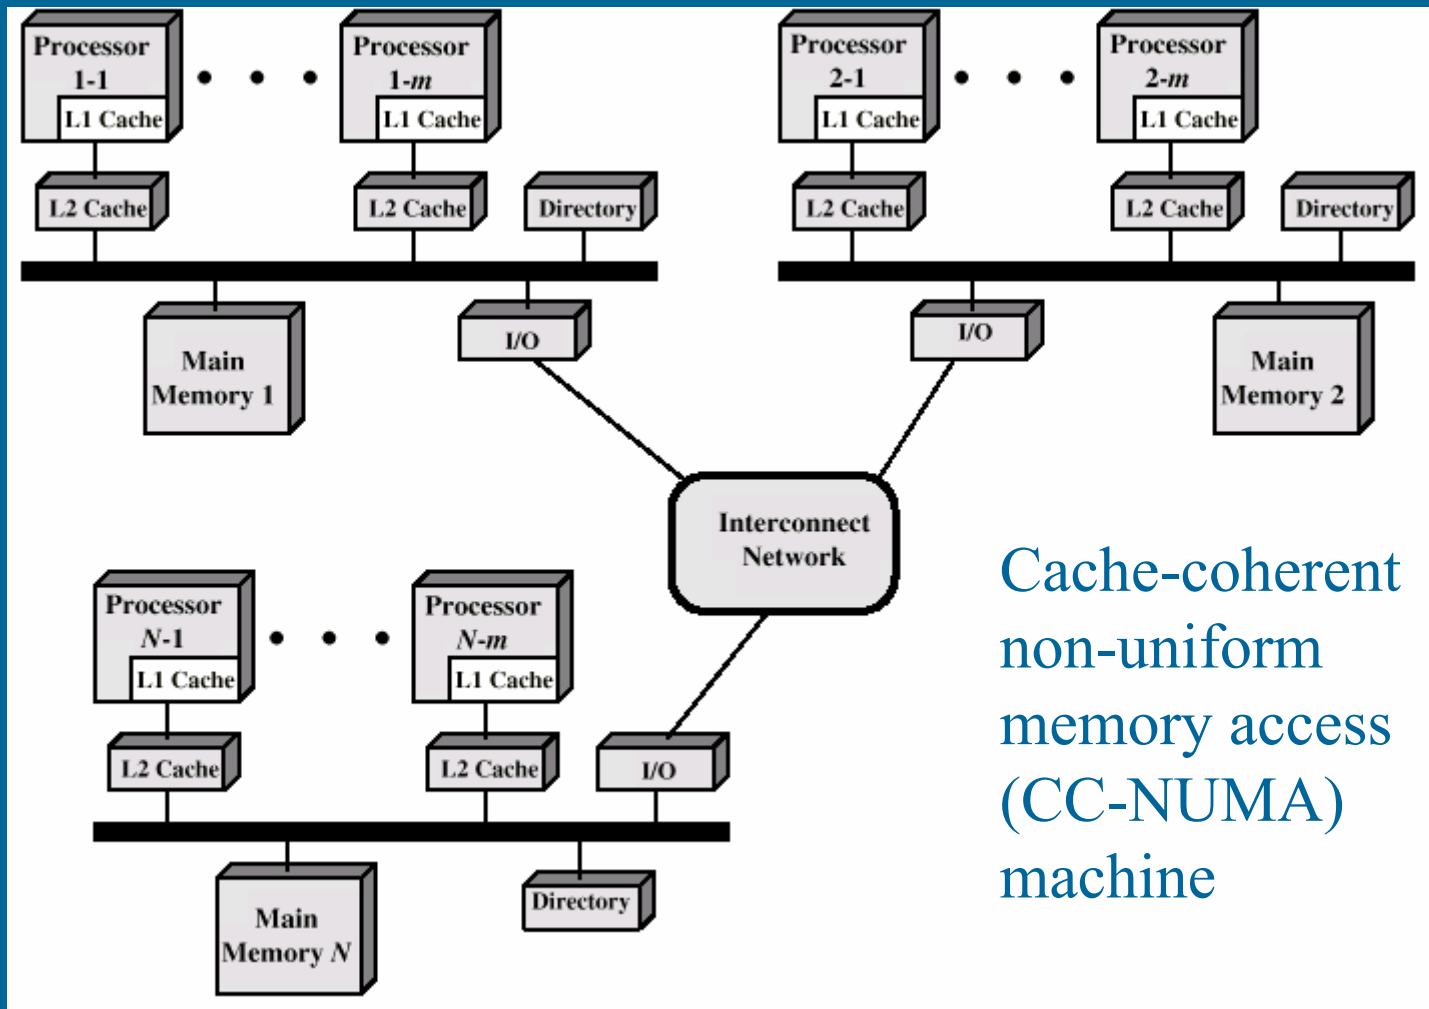 Processor
1-1
L1 Cache
L2 Cache
Processor
1-m
L1 Cache
L2 Cache
Directory
Main
Memory 1
I/O
Processor
2-1
L1 Cache
L2 Cache
Processor
2-m
L1 Cache
L2 Cache
Directory
I/O
Main
Memory 2
Interconnect
Network
Processor
N-1
L1 Cache
L2 Cache
Processor
N-m
L1 Cache
L2 Cache
I/O
Main
Memory N
Directory
Cache-coherent
non-uniform
memory access
(CC-NUMA)
machine